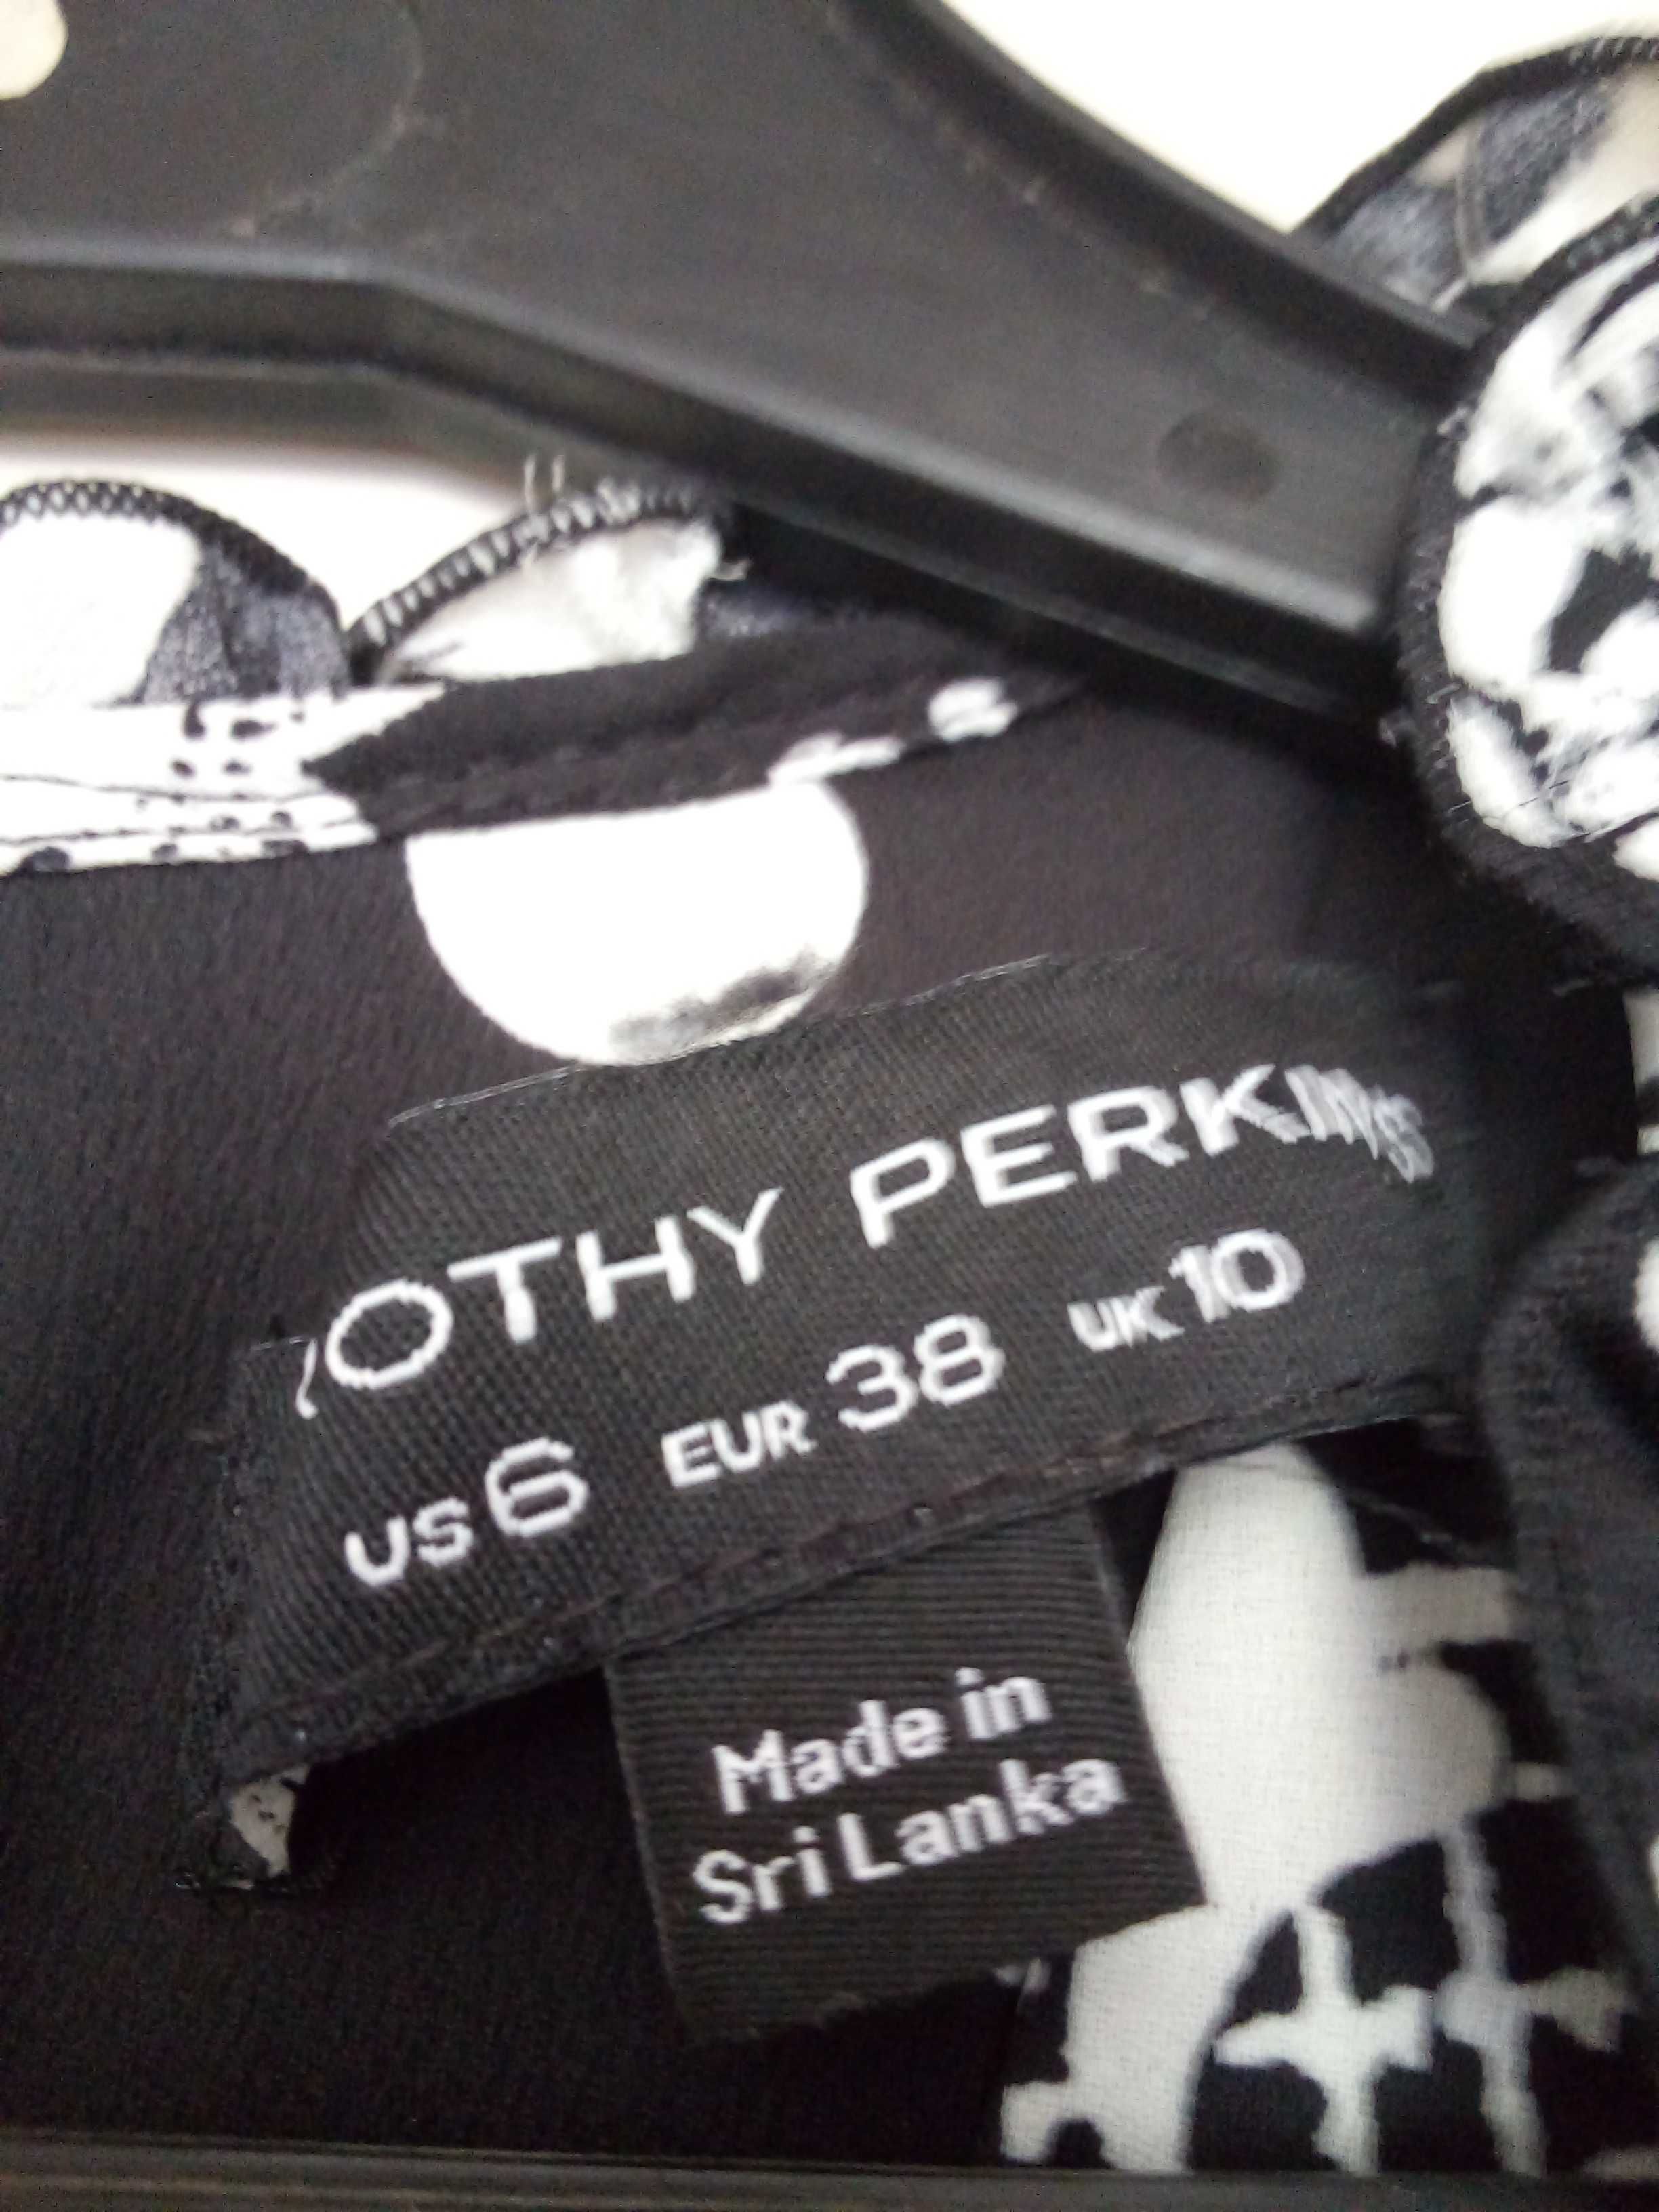 OTHY PERKINS
US 6 EUR 38 UK 10
Made in
Sri Lanka